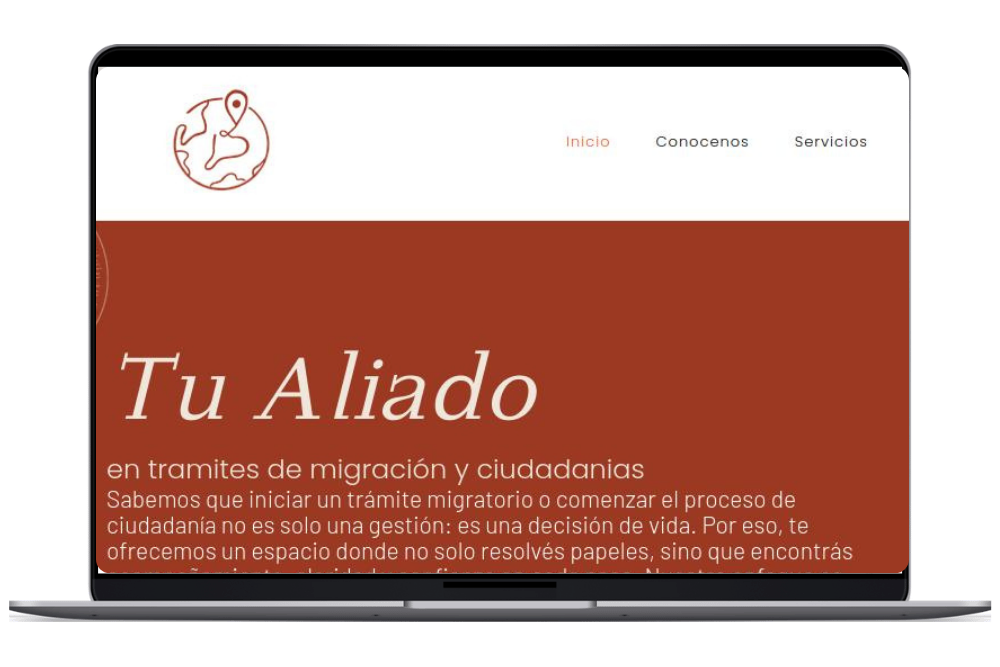 Inicio Conocenos Servicios
Tu Aliado
en tramites de migración y ciudadanias
Sabemos que iniciar un trámite migratorio o comenzar el proceso de
ciudadanía no es solo una gestión: es una decisión de vida. Por eso, te
ofrecemos un espacio donde no solo resolvés papeles, sino que encontrás